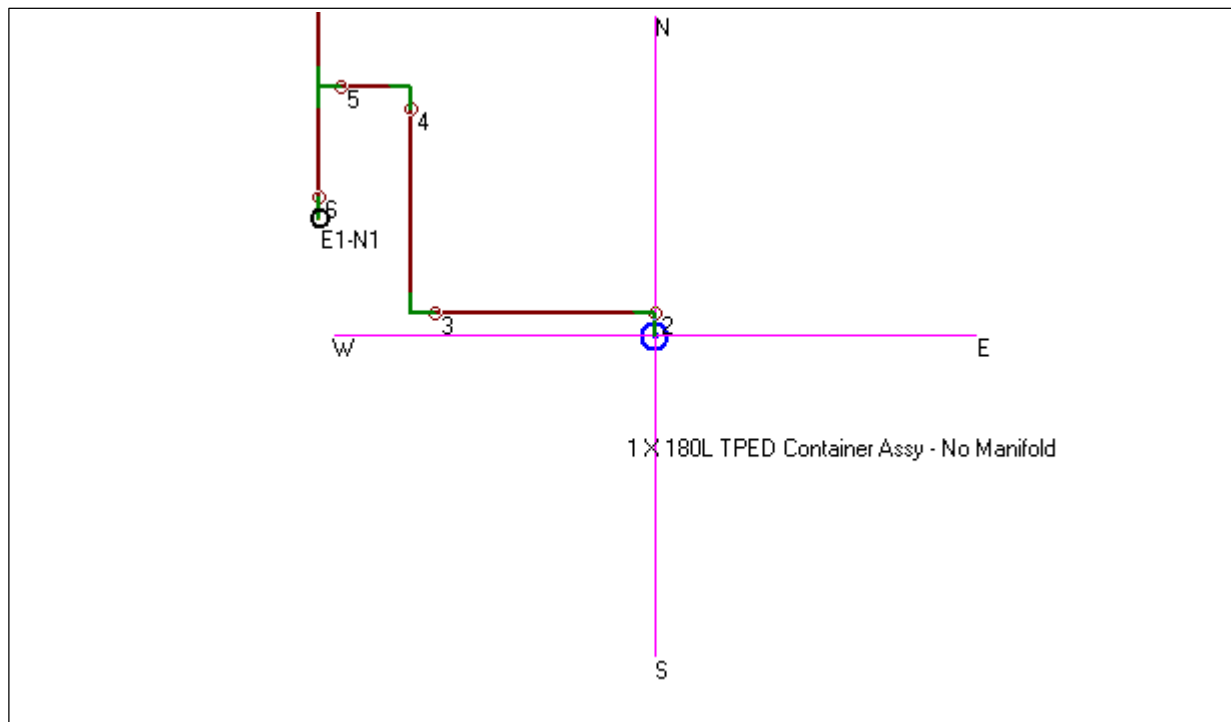 N
5
4
6
E1-N1
3
2
W
E
1 X 180L TPED Container Assy - No Manifold
S